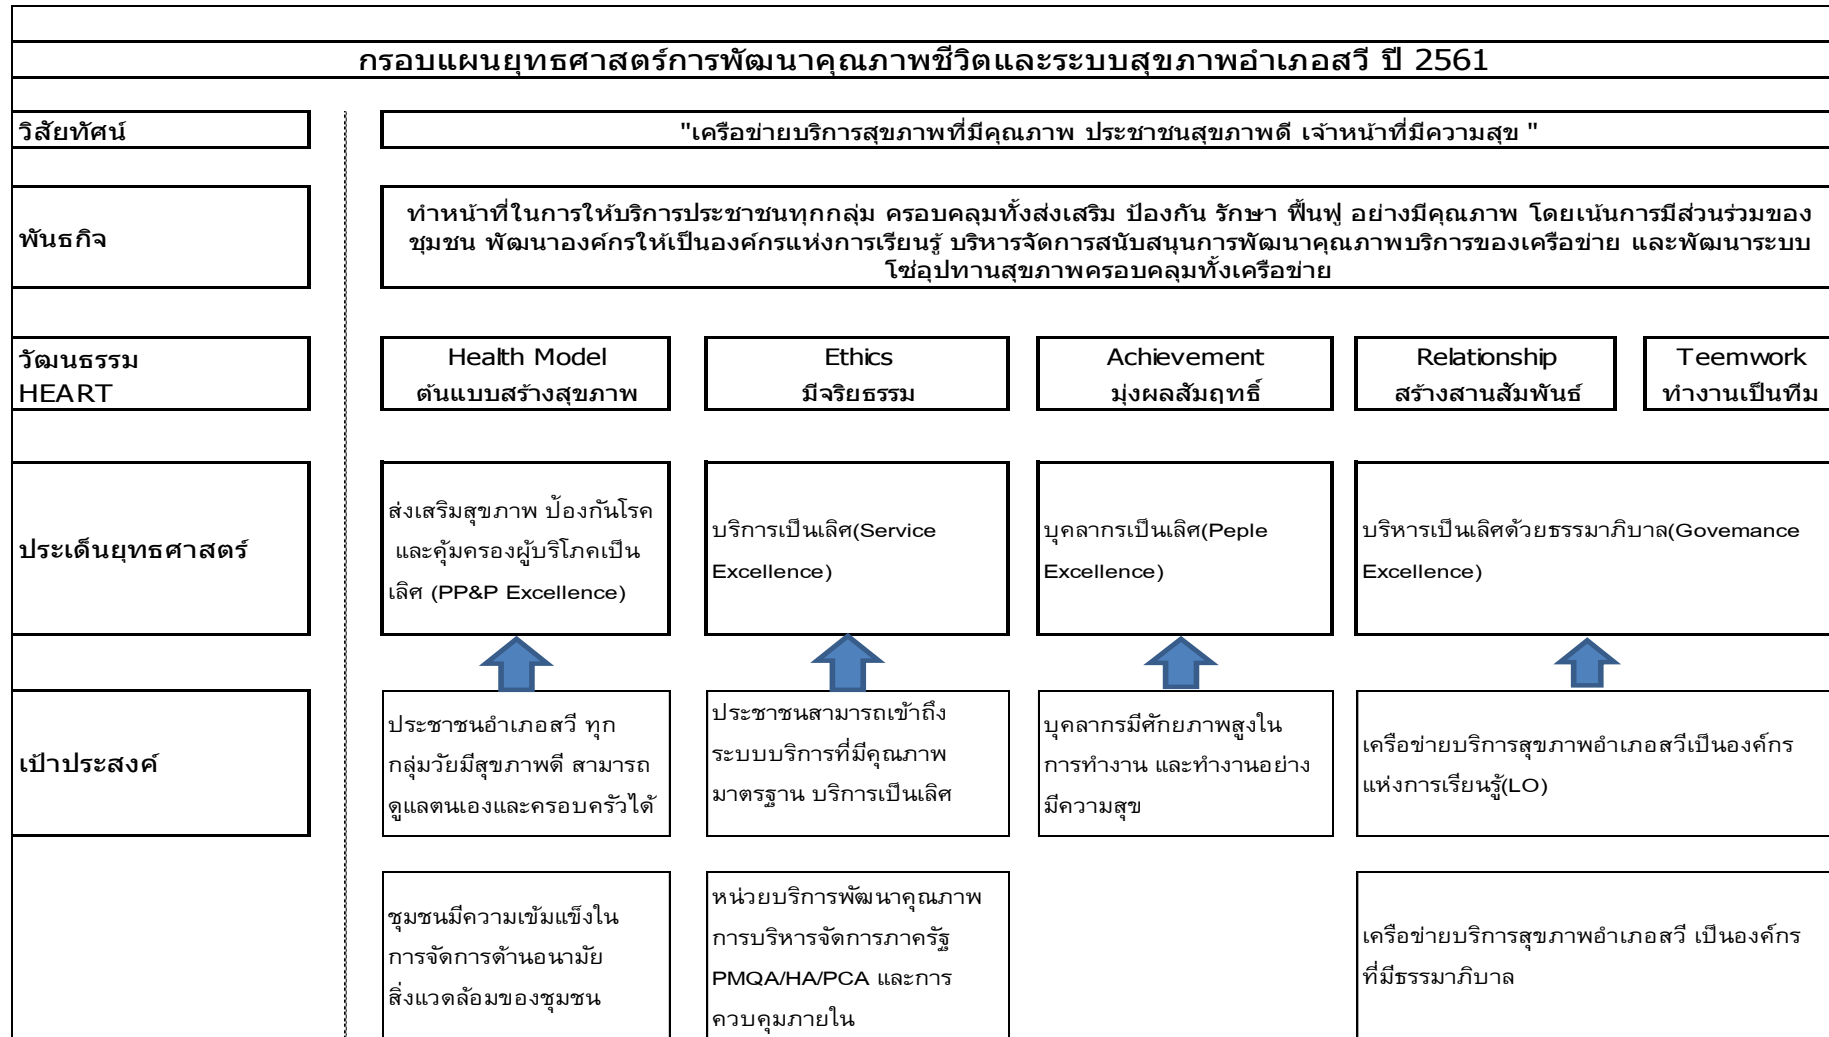 กรอบแผนยุทธศาสตร์การพัฒนาคุณภาพชีวิตและระบบสุขภาพอำเภอสวี ปี 2561
วิสัยทัศน์
"เครือข่ายบริการสุขภาพที่มีคุณภาพ ประชาชนสุขภาพดี เจ้าหน้าที่มีความสุข "
พันธกิจ
ทำหน้าที่ในการให้บริการประชาชนทุกกลุ่ม ครอบคลุมทั้งส่งเสริม ป้องกัน รักษา ฟื้นฟู อย่างมีคุณภาพ โดยเน้นการมีส่วนร่วมของ
ชุมชน พัฒนาองค์กรให้เป็นองค์กรแห่งการเรียนรู้ บริหารจัดการสนับสนุนการพัฒนาคุณภาพบริการของเครือข่าย และพัฒนาระบบ
โซ่อุปทานสุขภาพครอบคลุมทั้งเครือข่าย
วัฒนธรรม
HEART
Health Model
ต้นแบบสร้างสุขภาพ
Ethics
มีจริยธรรม
Achievement
มุ่งผลสัมฤทธิ์
Relationship
สร้างสานสัมพันธ์
Teemwork
ทำงานเป็นทีม
ประเด็นยุทธศาสตร์
ส่งเสริมสุขภาพ ป้องกันโรค
และคุ้มครองผู้บริโภคเป็น
เลิศ (PP&P Excellence)
บริการเป็นเลิศ(Service
Excellence)
บุคลากรเป็นเลิศ(Peple
Excellence)
บริหารเป็นเลิศด้วยธรรมาภิบาล(Govemance
Excellence)
เป้าประสงค์
ประชาชนอำเภอสวี ทุก
กลุ่มวัยมีสุขภาพดี สามารถ
ดูแลตนเองและครอบครัวได้
ประชาชนสามารถเข้าถึง
ระบบบริการที่มีคุณภาพ
มาตรฐาน บริการเป็นเลิศ
บุคลากรมีศักยภาพสูงใน
การทำงาน และทำงานอย่าง
มีความสุข
เครือข่ายบริการสุขภาพอำเภอสวีเป็นองค์กร
แห่งการเรียนรู้(LO)
ชุมชนมีความเข้มแข็งใน
การจัดการด้านอนามัย
สิ่งแวดล้อมของชุมชน
หน่วยบริการพัฒนาคุณภาพ
การบริหารจัดการภาครัฐ
PMQA/HA/PCA และการ
ควบคุมภายใน
เครือข่ายบริการสุขภาพอำเภอสวี เป็นองค์กร
ที่มีธรรมาภิบาล